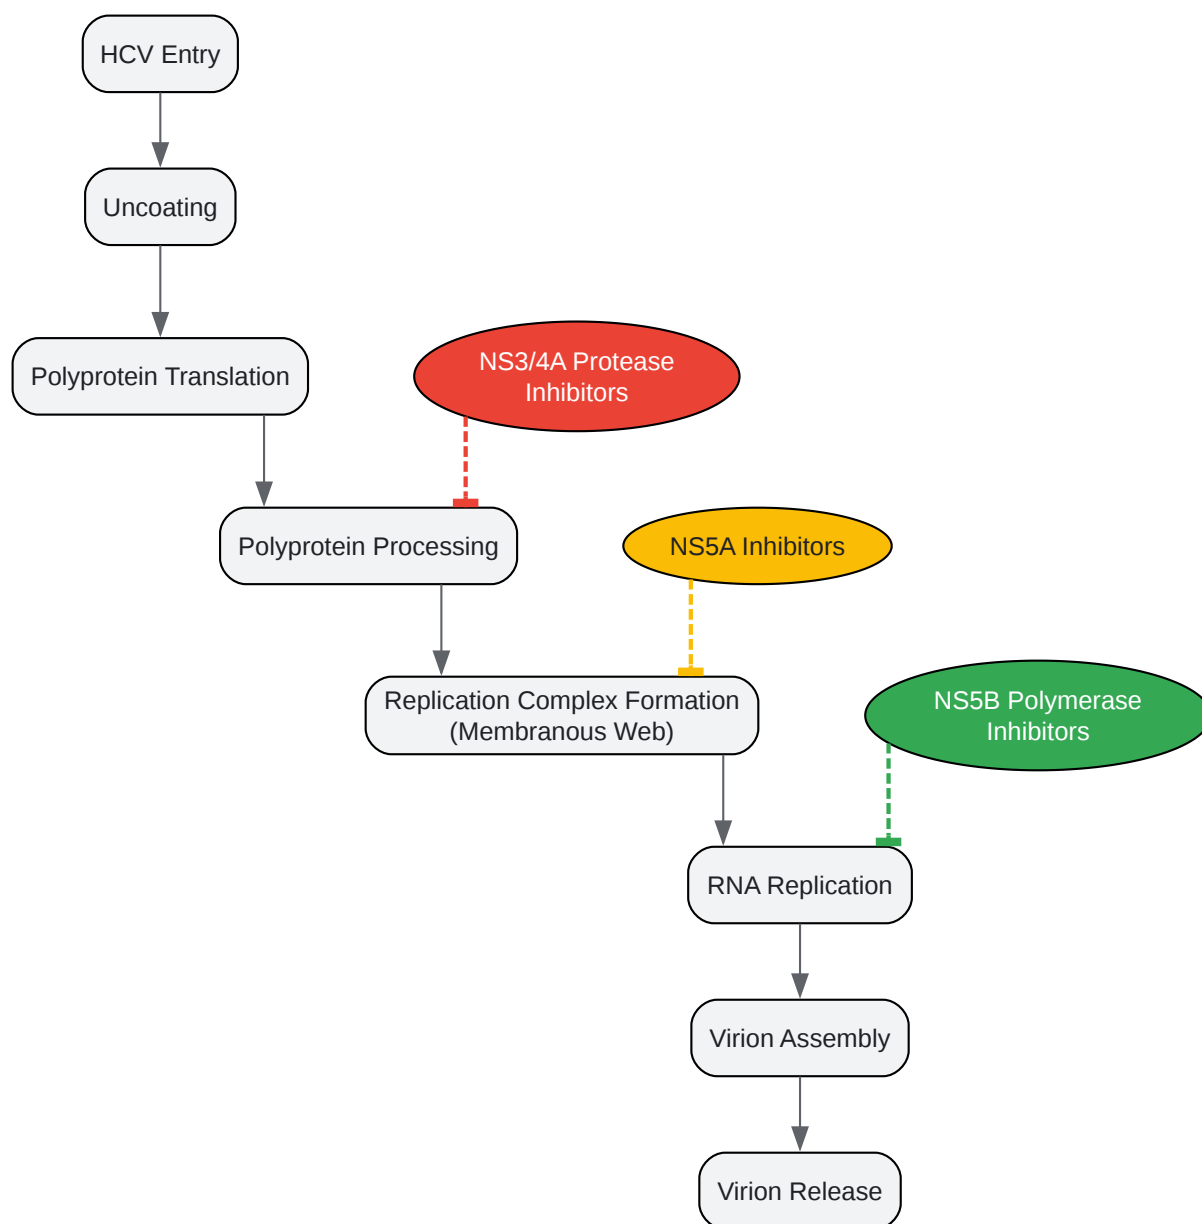 HCV Entry
Uncoating
Polyprotein Translation
NS3/4A Protease
Inhibitors
Polyprotein Processing
NS5A Inhibitors
Replication Complex Formation
(Membranous Web)
NS5B Polymerase
Inhibitors
RNA Replication
Virion Assembly
Virion Release